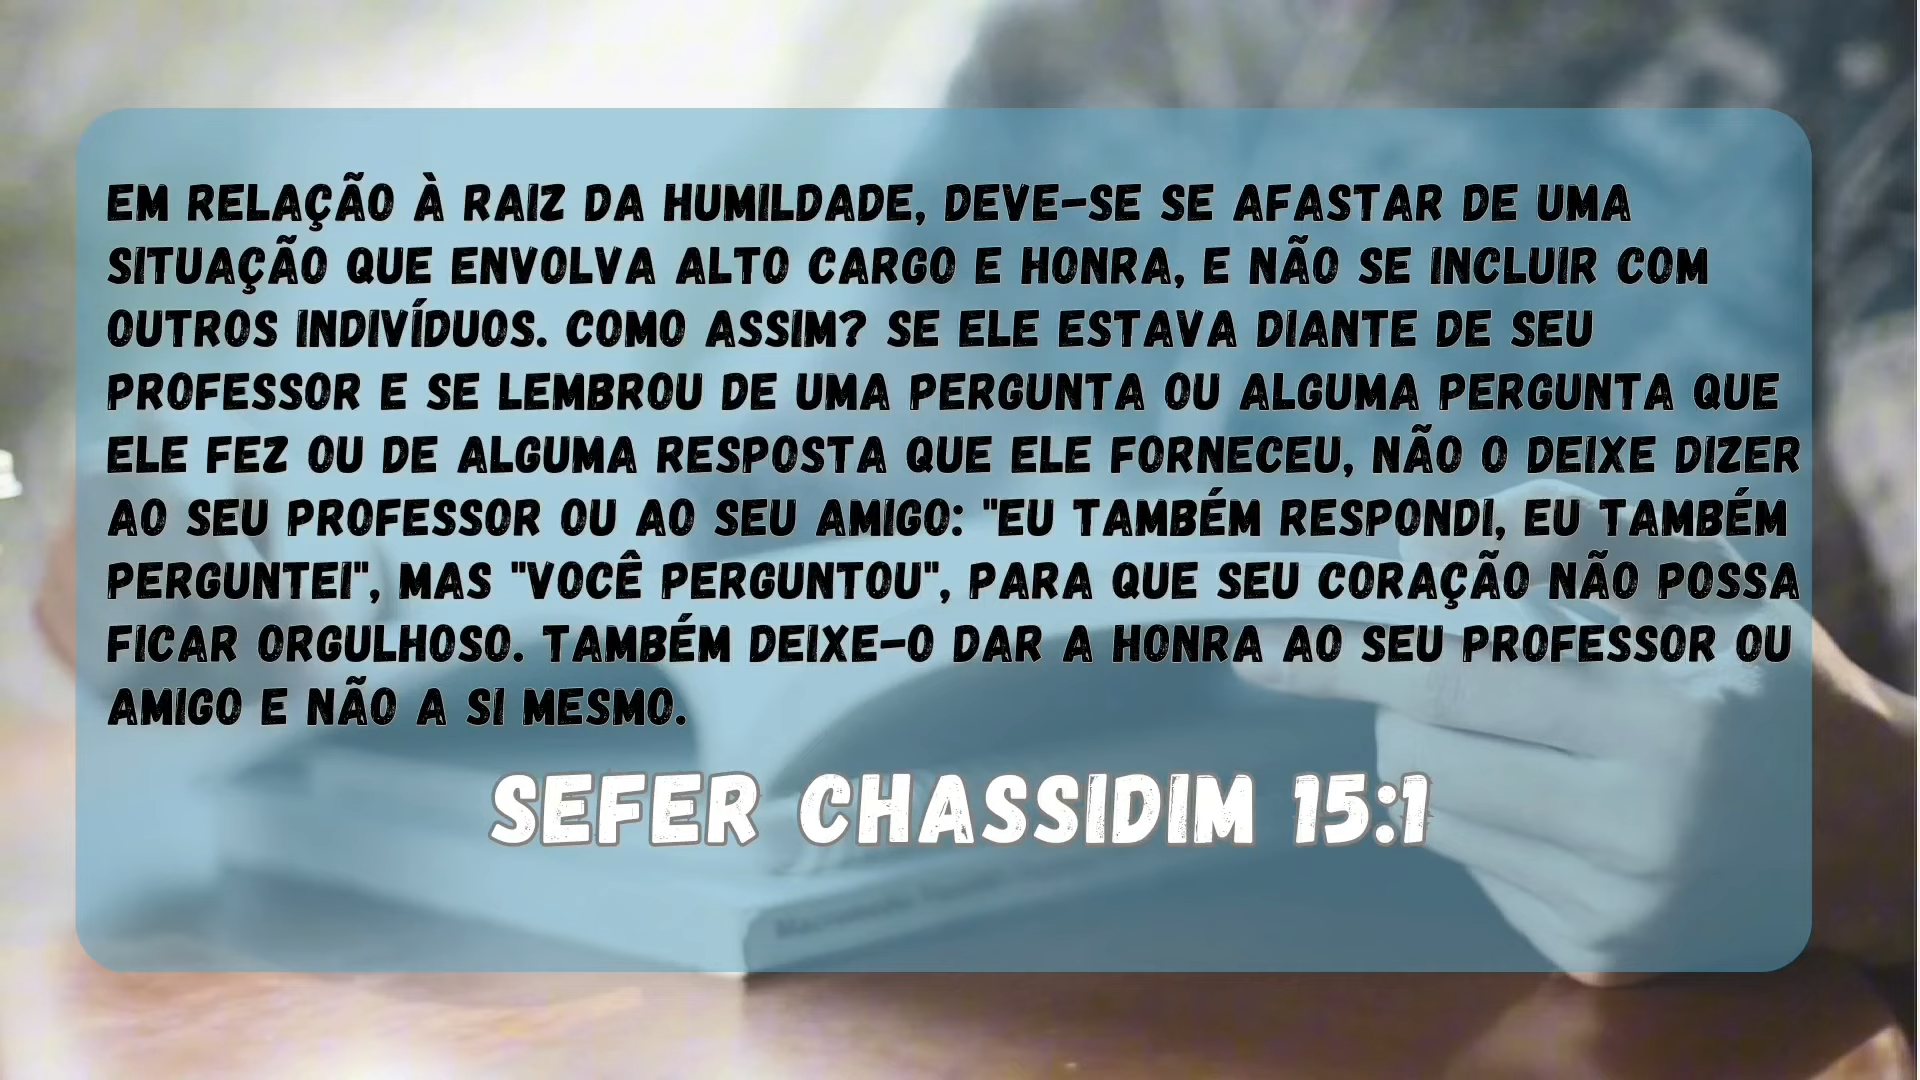 EM RELAÇÃO À RAIZ DA HUMILDADE, DEVE-SE SE AFASTAR DE UMA
SITUAÇÃO QUE ENVOLVA ALTO CARGO E HONRA, E NÃO SE INCLUIR COM
OUTROS INDIVÍDUOS. COMO ASSIM? SE ELE ESTAVA DIANTE DE SEU
PROFESSOR E SE LEMBROU DE UMA PERGUNTA OU ALGUMA PERGUNTA QUE
ELE FEZ OU DE ALGUMA RESPOSTA QUE ELE FORNECEU, NÃO O DEIXE DIZER
AO SEU PROFESSOR OU AO SEU AMIGO: "EU TAMBÉM RESPONDI, EU TAMBÉM
PERGUNTEI", MAS "VOCÊ PERGUNTOU", PARA QUE SEU CORAÇÃO NÃO POSSA
FICAR ORGULHOSO. TAMBÉM DEIXE-O DAR A HONRA AO SEU PROFESSOR OU
AMIGO E NÃO A SI MESMO.
SEFER CHASSIDIM 15:1